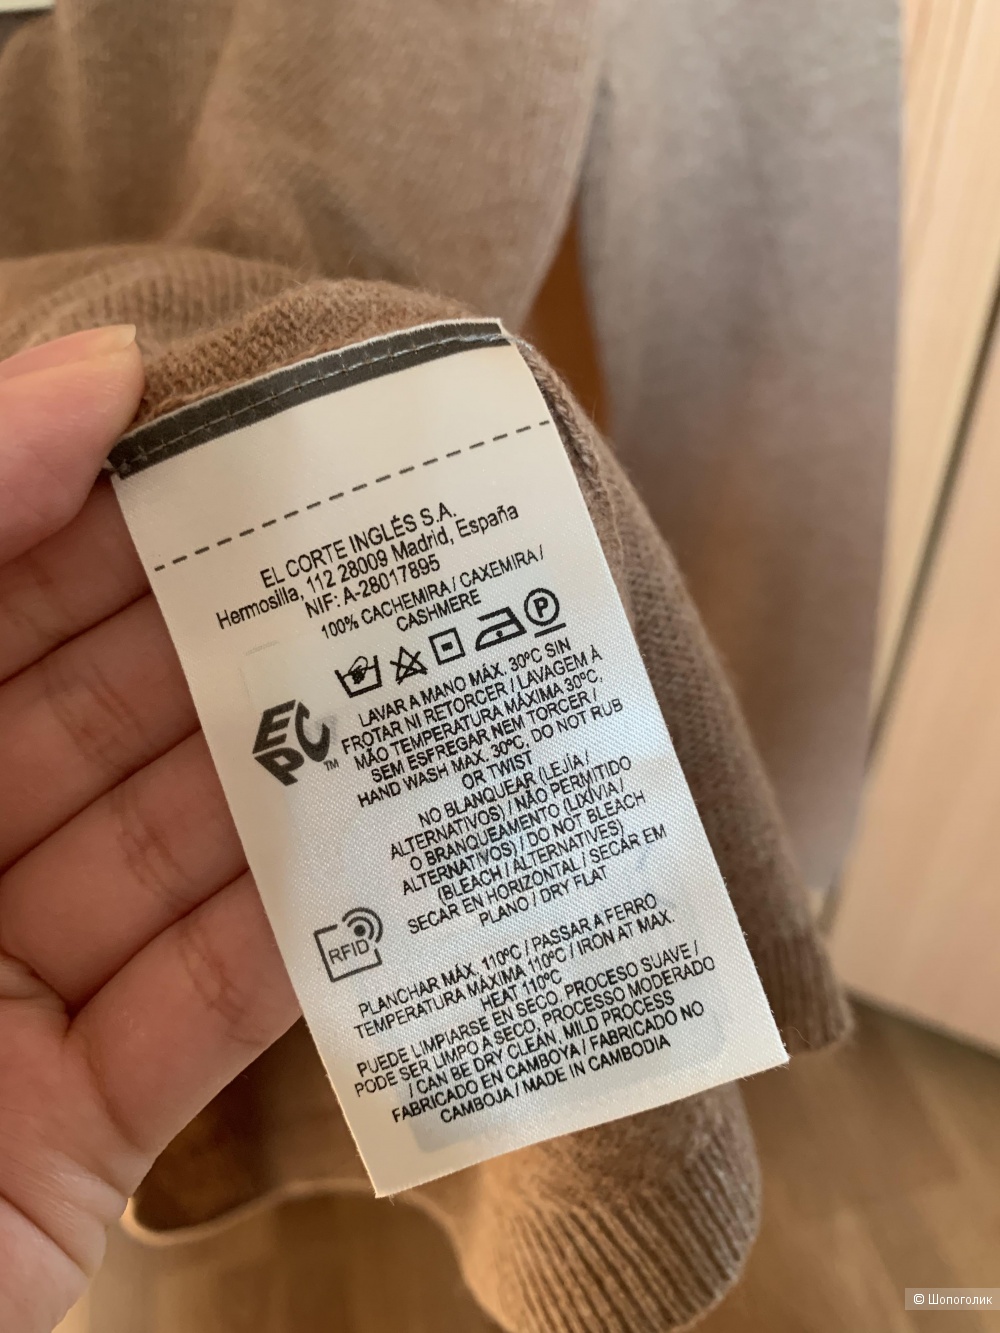 EL CORTE INGLÉS S.A.
Hermosilla, 112 28009 Madrid, España
NIF: A-28017895
100% CACHEMIRA / CAXEMIRA /
CASHMERE
P
LAVAR A MANO MÁX. 30ºC SIN
FROTAR NI RETORCER / LAVAGEM À
MÃO TEMPERATURA MÁXIMA 30ºC,
SEM ESFREGAR NEM TORCER /
HAND WASH MAX. 30ºC, DO NOT RUB
OR TWIST
EPC™
NO BLANQUEAR (LEJÍA /
ALTERNATIVOS) / NÃO PERMITIDO
O BRANQUEAMENTO (LIXÍVIA /
ALTERNATIVOS) / DO NOT BLEACH
(BLEACH / ALTERNATIVES)
SECAR EN HORIZONTAL / SECAR EM
PLANO / DRY FLAT
RFID
PLANCHAR MÁX. 110ºC / PASSAR A FERRO
TEMPERATURA MÁXIMA 110ºC / IRON AT MAX.
HEAT 110ºC
PUEDE LIMPIARSE EN SECO, PROCESO SUAVE /
PODE SER LIMPO A SECO, PROCESSO MODERADO
/ CAN BE DRY CLEAN, MILD PROCESS
FABRICADO EN CAMBOYA / FABRICADO NO
CAMBOJA / MADE IN CAMBODIA
© Шопоголик